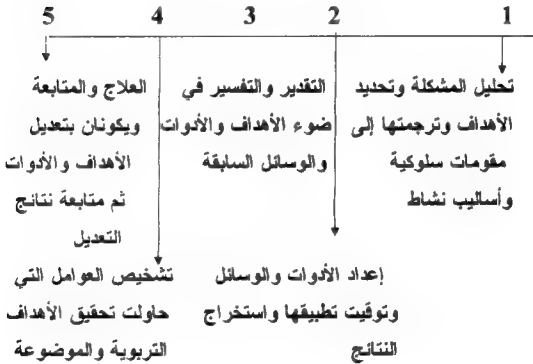 1 2 3 4 5
تحليل المشكلة وتحديد
الأهداف وترجمتها إلى
مقومات سلوكية
وأساليب نشاط
التقدير والتفسير في
ضوء الأهداف والأدوات
والوسائل السابقة
العلاج والمتابعة
ويكونان بتعديل
الأهداف والأدوات
ثم متابعة نتائج
التعديل
إعداد الأدوات والوسائل
وتوقيت تطبيقها واستخراج
النتائج
تشخيص العوامل التي
حاولت تحقيق الأهداف
التربوية والموضوعة